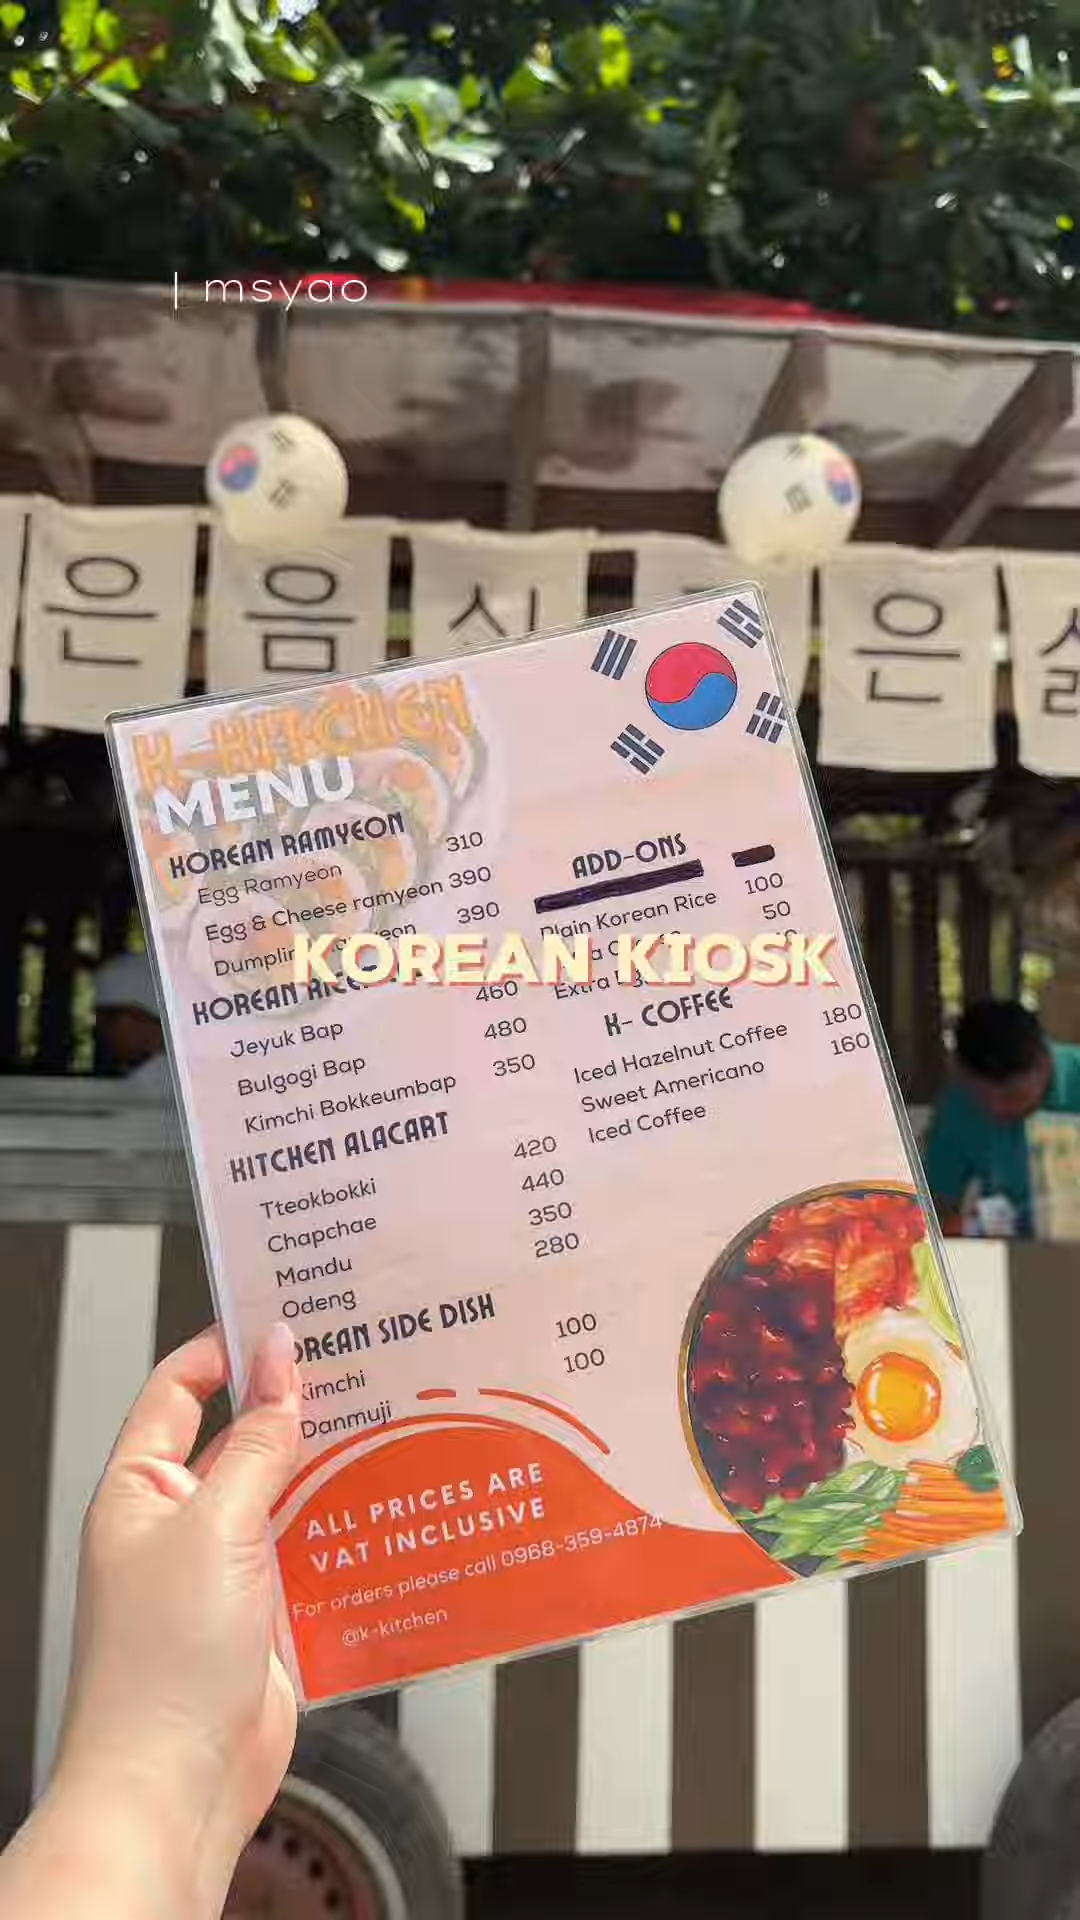 | msyao
은 음 식 은
K-KITCHEN
MENU
KOREAN RAMYEON
Egg Ramyeon 310
Egg & Cheese ramyeon 390
390
KOREAN
Jeyuk Bap 460
Bulgogi Bap 480
Kimchi Bokkeumbap 350
KITCHEN ALACART
Tteokbokki 420
Chapchae 440
Mandu 350
Odeng 280
SIDE DISH
Kimchi 100
Danmuji 100
ADD-ONS
Plain Korean Rice 100
50
Extra
K- COFFEE
Iced Hazelnut Coffee 180
Sweet Americano 160
Iced Coffee
KOREAN KIOSK
ALL PRICES ARE
VAT INCLUSIVE
For orders please call 0968-359-4874
@k-kitchen